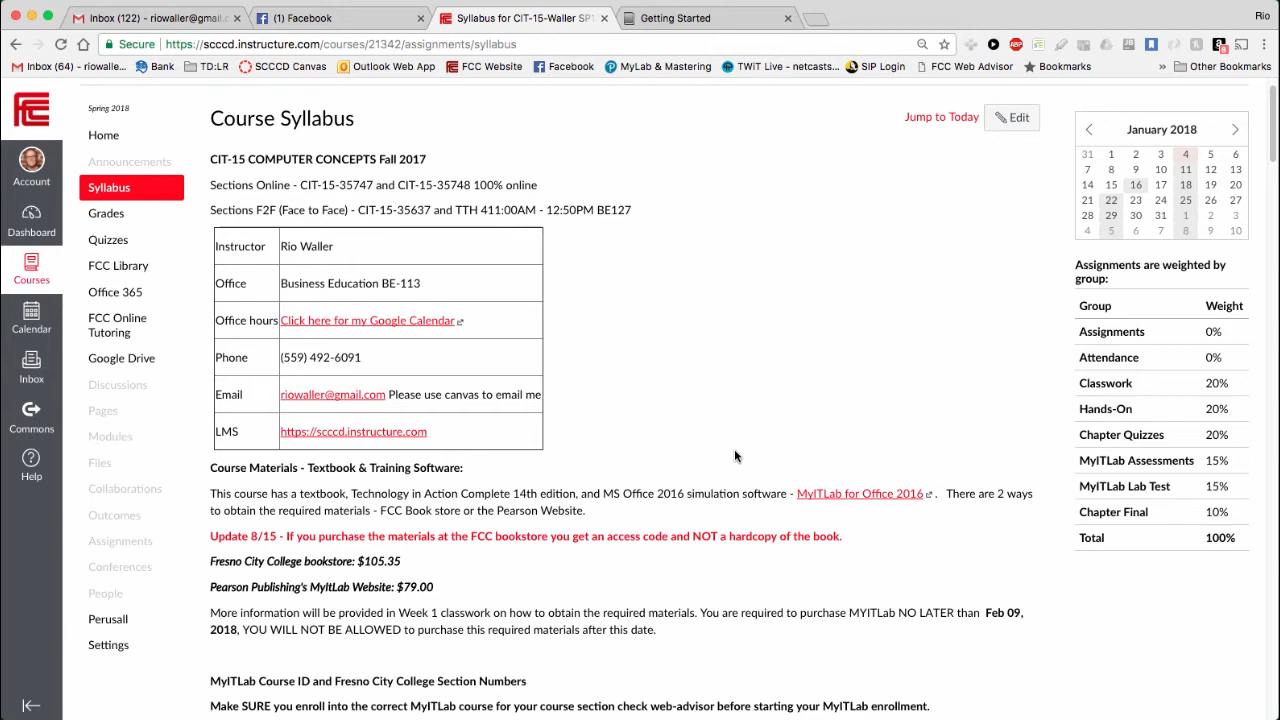 Inbox (122) - riowaller@gmail.
(1) Facebook
Syllabus for CIT-15-Waller SP1
Getting Started
Rio
Secure
https://scccd.instructure.com/courses/21342/assignments/syllabus
Inbox (64) - riowalle...
Bank
TD:LR
SCCCD Canvas
Outlook Web App
FCC Website
Facebook
MyLab & Mastering
TWiT Live - netcasts...
SIP Login
FCC Web Advisor
Bookmarks
»
Other Bookmarks
FCC
Account
Dashboard
Courses
Calendar
Inbox
Commons
Help
Spring 2018
Home
Announcements
Syllabus
Grades
Quizzes
FCC Library
Office 365
FCC Online
Tutoring
Google Drive
Discussions
Pages
Modules
Files
Collaborations
Outcomes
Assignments
Conferences
People
Perusall
Settings
Course Syllabus
Jump to Today
Edit
CIT-15 COMPUTER CONCEPTS Fall 2017
Sections Online - CIT-15-35747 and CIT-15-35748 100% online
Sections F2F (Face to Face) - CIT-15-35637 and TTH 411:00AM - 12:50PM BE127
Instructor Rio Waller
Office Business Education BE-113
Office hours Click here for my Google Calendar
Phone (559) 492-6091
Email riowaller@gmail.com Please use canvas to email me
LMS https://scccd.instructure.com
Course Materials - Textbook & Training Software:
This course has a textbook, Technology in Action Complete 14th edition, and MS Office 2016 simulation software - MyITLab for Office 2016 . There are 2 ways
to obtain the required materials - FCC Book store or the Pearson Website.
Update 8/15 - If you purchase the materials at the FCC bookstore you get an access code and NOT a hardcopy of the book.
Fresno City College bookstore: $105.35
Pearson Publishing's MyItLab Website: $79.00
More information will be provided in Week 1 classwork on how to obtain the required materials. You are required to purchase MYITLab NO LATER than Feb 09,
2018, YOU WILL NOT BE ALLOWED to purchase this required materials after this date.
MyITLab Course ID and Fresno City College Section Numbers
Make SURE you enroll into the correct MyITLab course for your course section check web-advisor before starting your MyITLab enrollment.
January 2018
31 1 2 3 4 5 6
7 8 9 10 11 12 13
14 15 16 17 18 19 20
21 22 23 24 25 26 27
28 29 30 31 1 2 3
4 5 6 7 8 9 10
Assignments are weighted by
group:
Group Weight
Assignments 0%
Attendance 0%
Classwork 20%
Hands-On 20%
Chapter Quizzes 20%
MyITLab Assessments 15%
MyITLab Lab Test 15%
Chapter Final 10%
Total 100%